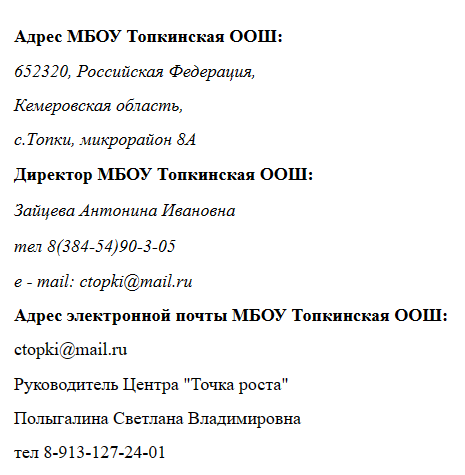 Адрес МБОУ Топкинская ООШ:
652320, Российская Федерация,
Кемеровская область,
с.Топки, микрорайон 8А
Директор МБОУ Топкинская ООШ:
Зайцева Антонина Ивановна
тел 8(384-54)90-3-05
e - mail: ctopki@mail.ru
Адрес электронной почты МБОУ Топкинская ООШ:
ctopki@mail.ru
Руководитель Центра "Точка роста"
Полыгалина Светлана Владимировна
тел 8-913-127-24-01